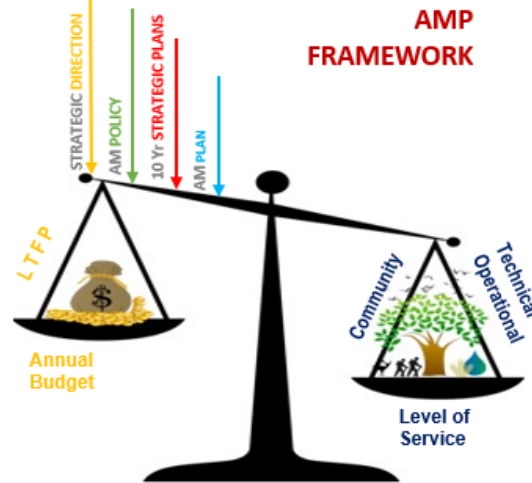 AMP
FRAMEWORK
STRATEGIC DIRECTION
AM POLICY
10 Yr STRATEGIC PLANS
AM PLAN
LTFP
$
Annual
Budget
Community
Technical
Operational
Level of
Service